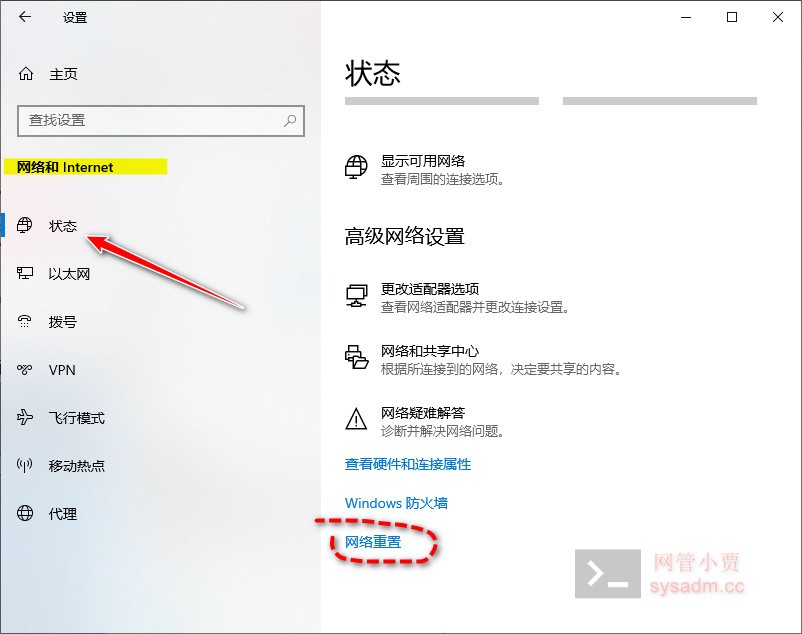 设置
主页
查找设置
网络和 Internet
状态
以太网
拨号
VPN
飞行模式
移动热点
代理
状态
显示可用网络
查看周围的连接选项。
高级网络设置
更改适配器选项
查看网络适配器并更改连接设置。
网络和共享中心
根据所连接到的网络，决定要共享的内容。
网络疑难解答
诊断并解决网络问题。
查看硬件和连接属性
Windows 防火墙
网络重置
网管小贾
sysadm.cc